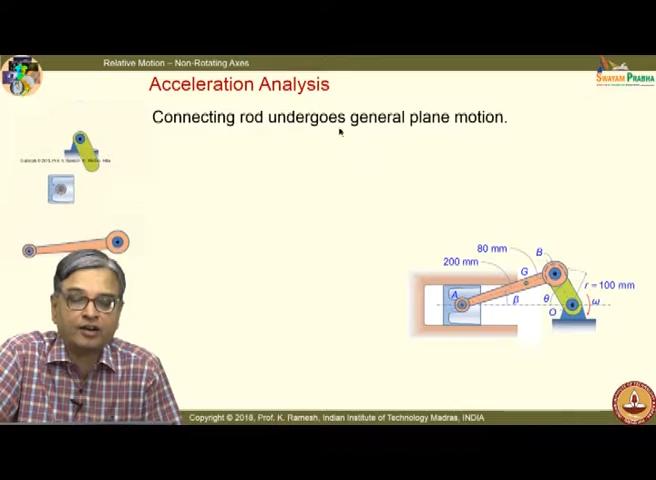 Relative Motion – Non-Rotating Axes
SWAYAM PRABHA
Acceleration Analysis
Connecting rod undergoes general plane motion.
80 mm
B
200 mm
G
r = 100 mm
A
β
θ
ω
O
Copyright © 2018, Prof. K. Ramesh, Indian Institute of Technology Madras, INDIA